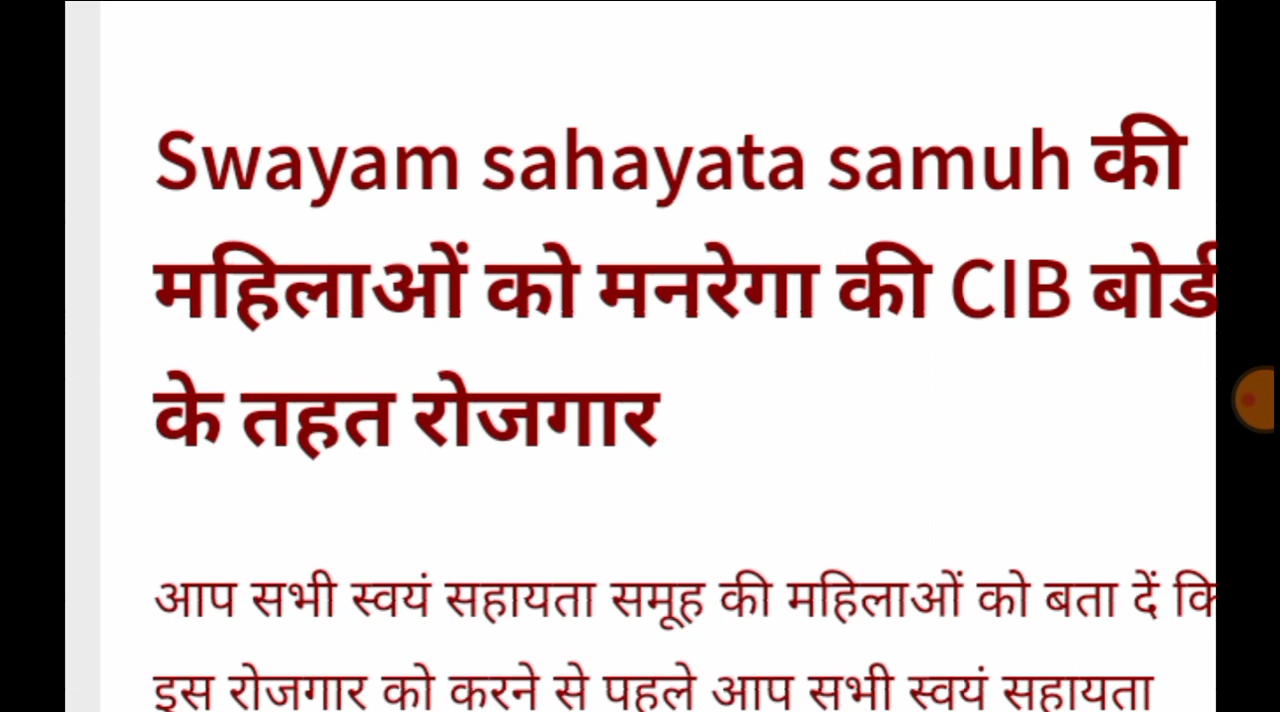 Swayam sahayata samuh की
महिलाओं को मनरेगा की CIB बोर्ड
के तहत रोजगार
आप सभी स्वयं सहायता समूह की महिलाओं को बता दें कि
इस रोजगार को करने से पहले आप सभी स्वयं सहायता